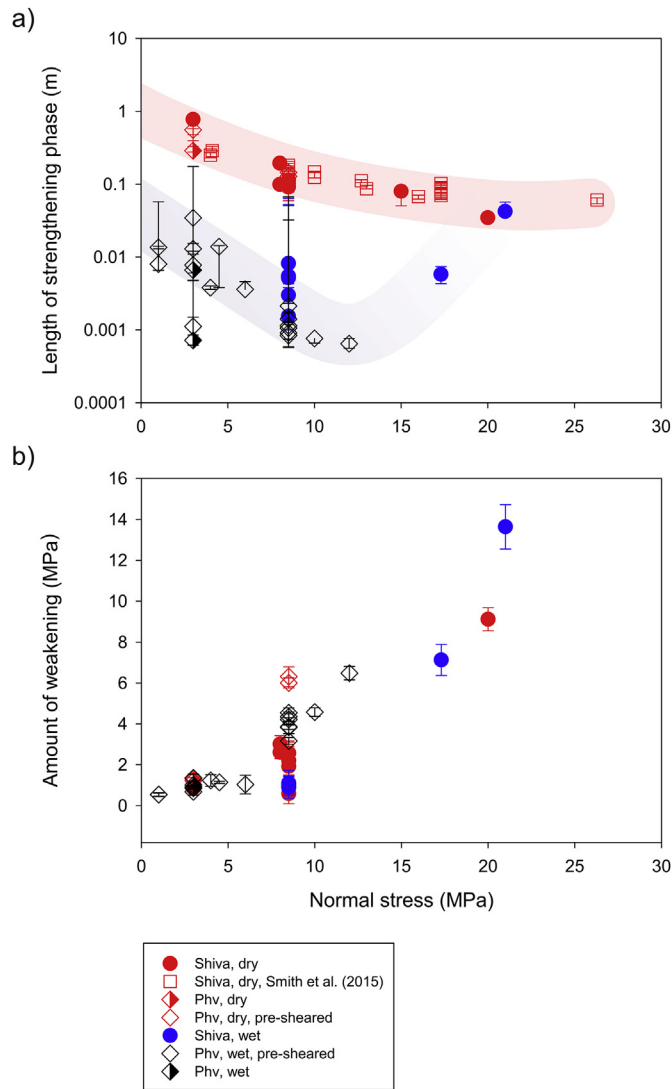 a)
10
1
0.1
0.01
0.001
0.0001
Length of strengthening phase (m)
0 5 10 15 20 25 30
b)
16
14
12
10
8
6
4
2
0
Amount of weakening (MPa)
0 5 10 15 20 25 30
Normal stress (MPa)
Shiva, dry
Shiva, dry, Smith et al. (2015)
Phv, dry
Phv, dry, pre-sheared
Shiva, wet
Phv, wet, pre-sheared
Phv, wet